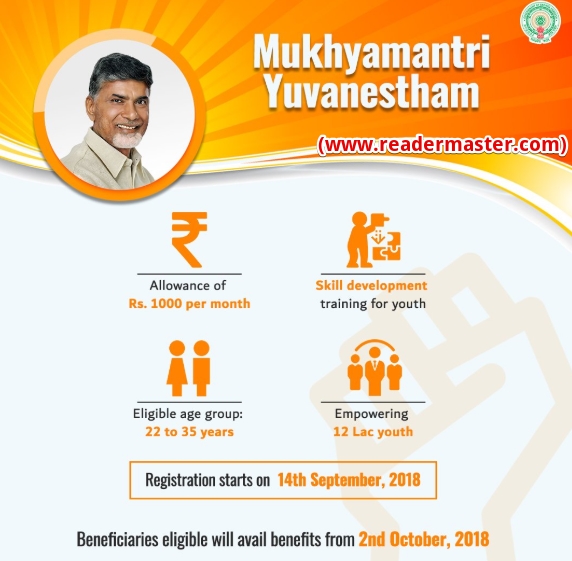 Mukhyamantri
Yuvanestham
(www.readermaster.com)
Allowance of
Rs. 1000 per month
Skill development
training for youth
Eligible age group:
22 to 35 years
Empowering
12 Lac youth
Registration starts on 14th September, 2018
Beneficiaries eligible will avail benefits from 2nd October, 2018